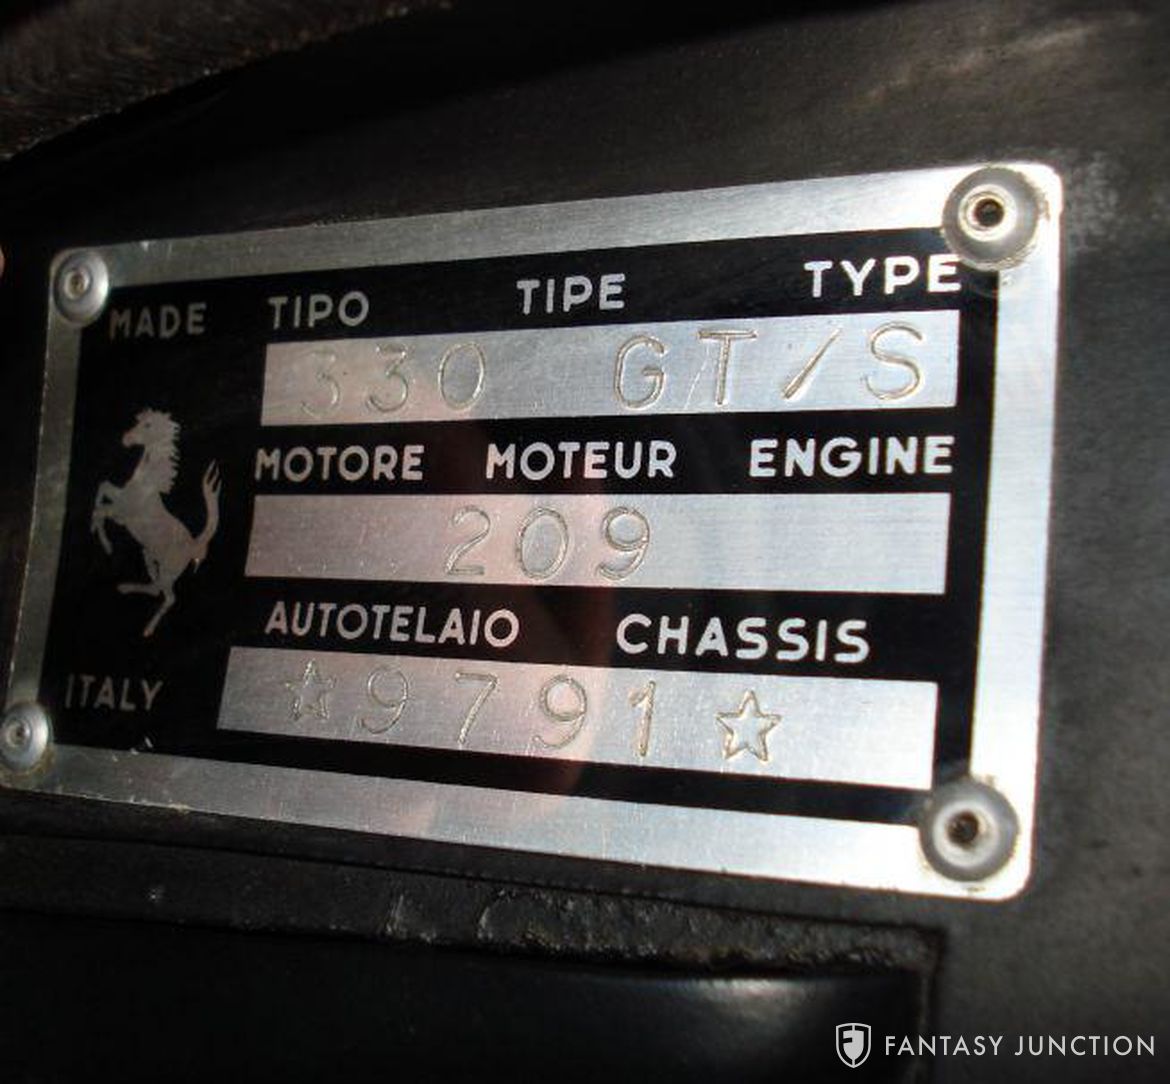 MADE TIPO TIPE TYPE
330 GT/S
MOTORE MOTEUR ENGINE
209
AUTOTELAIO CHASSIS
☆9791☆
ITALY
FANTASY JUNCTION